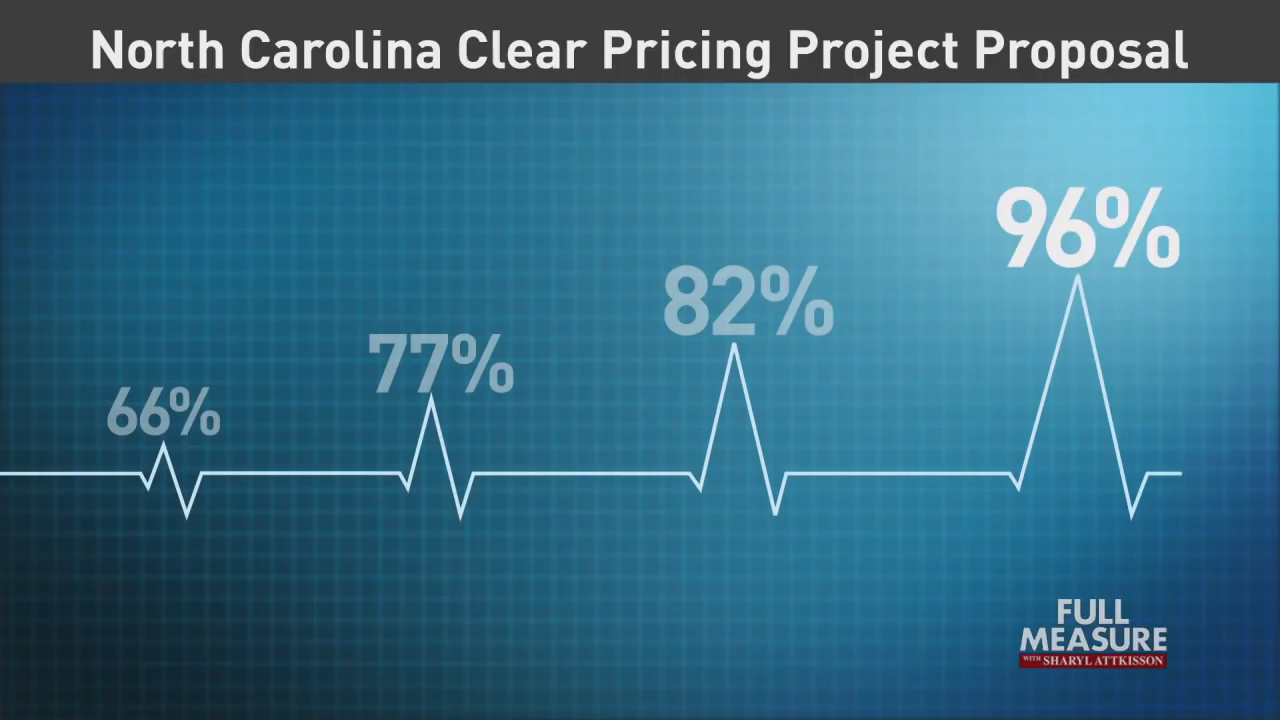 North Carolina Clear Pricing Project Proposal
66%
77%
82%
96%
FULL
MEASURE
WITH SHARYL ATTKISSON